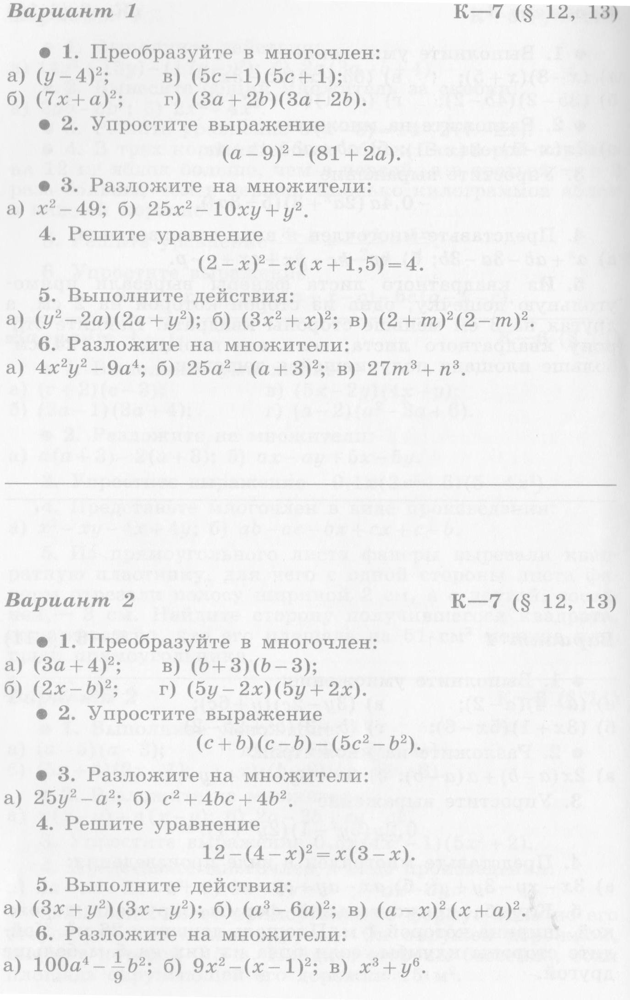 Вариант 1 К—7 (§ 12, 13)
● 1. Преобразуйте в многочлен:
а) (y−4)²; в) (5c−1)(5c+1);
б) (7x+a)²; г) (3a+2b)(3a−2b).
● 2. Упростите выражение
(a−9)²−(81+2a).
● 3. Разложите на множители:
а) x²−49; б) 25x²−10xy+y².
4. Решите уравнение
(2−x)²−x(x+1,5)=4.
5. Выполните действия:
а) (y²−2a)(2a+y²); б) (3x²+x)²; в) (2+m)²(2−m)².
6. Разложите на множители:
а) 4x²y²−9a⁴; б) 25a²−(a+3)²; в) 27m³+n³.
Вариант 2 К—7 (§ 12, 13)
● 1. Преобразуйте в многочлен:
а) (3a+4)²; в) (b+3)(b−3);
б) (2x−b)²; г) (5y−2x)(5y+2x).
● 2. Упростите выражение
(c+b)(c−b)−(5c²−b²).
● 3. Разложите на множители:
а) 25y²−a²; б) c²+4bc+4b².
4. Решите уравнение
12−(4−x)²=x(3−x).
5. Выполните действия:
а) (3x+y²)(3x−y²); б) (a³−6a)²; в) (a−x)²(x+a)².
6. Разложите на множители:
а) 100a⁴−1/9b²; б) 9x²−(x−1)²; в) x³+y⁶.